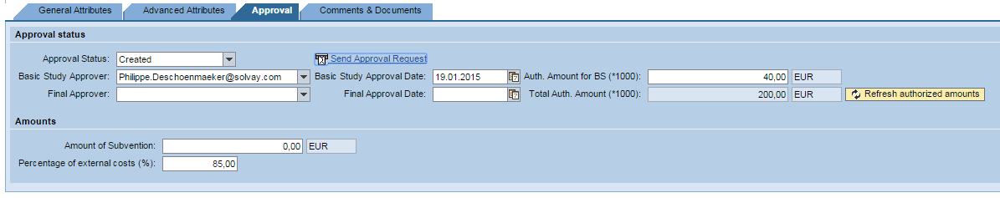 General Attributes Advanced Attributes Approval Comments & Documents
Approval status
Approval Status: Created Send Approval Request
Basic Study Approver: Philippe.Deschoenmaeker@solvay.com Basic Study Approval Date: 19.01.2015 Auth. Amount for BS (*1000): 40,00 EUR
Final Approver: Final Approval Date: Total Auth. Amount (*1000): 200,00 EUR Refresh authorized amounts
Amounts
Amount of Subvention: 0,00 EUR
Percentage of external costs (%): 85,00